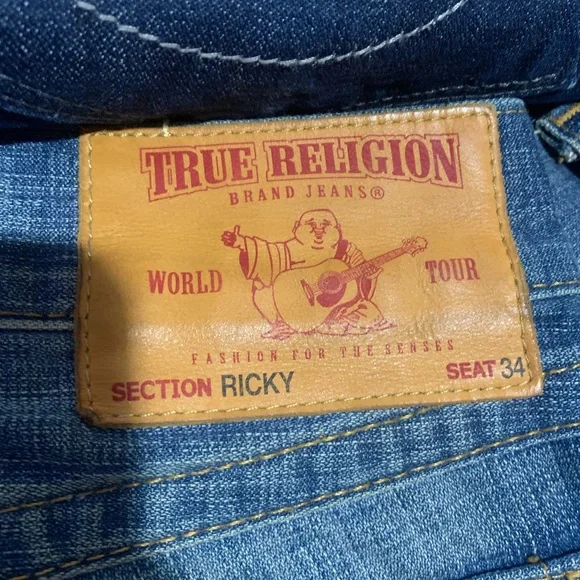 TRUE RELIGION
BRAND JEANS®
WORLD TOUR
FASHION FOR THE SENSES
SECTION RICKY SEAT 34